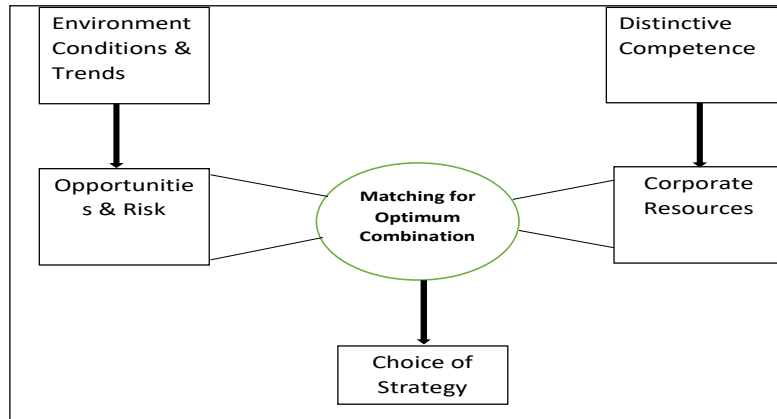 Environment
Conditions &
Trends
Distinctive
Competence
Opportunitie
s & Risk
Matching for
Optimum
Combination
Corporate
Resources
Choice of
Strategy